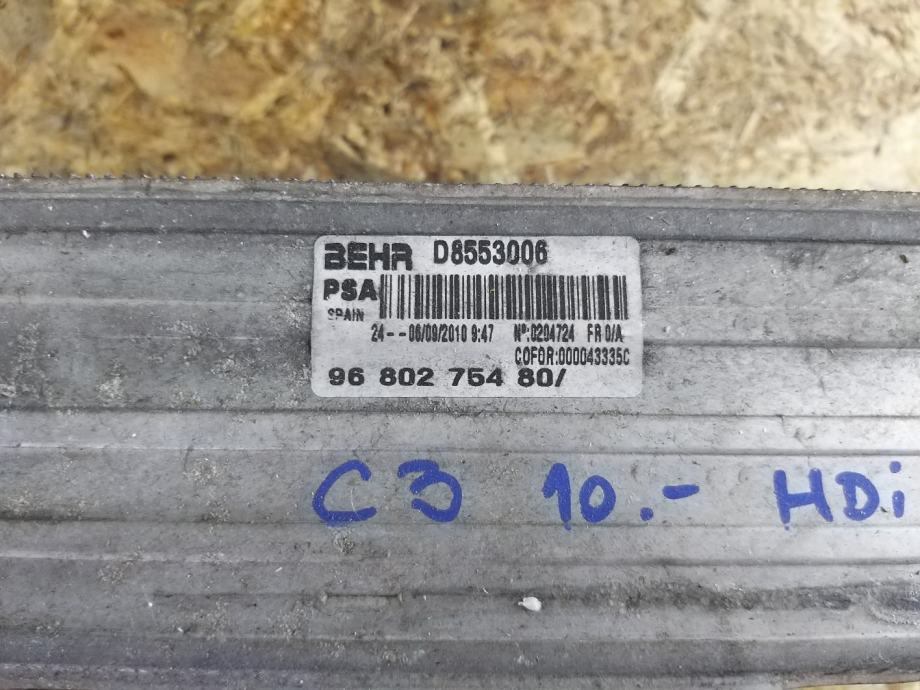 BEHR D8553006
PSA
SPAIN
24-- 06/09/2010 9:47 Nº:0204724 FR 0/A
COFOR:000043335C
96 802 754 80/
C3 10.- HDi